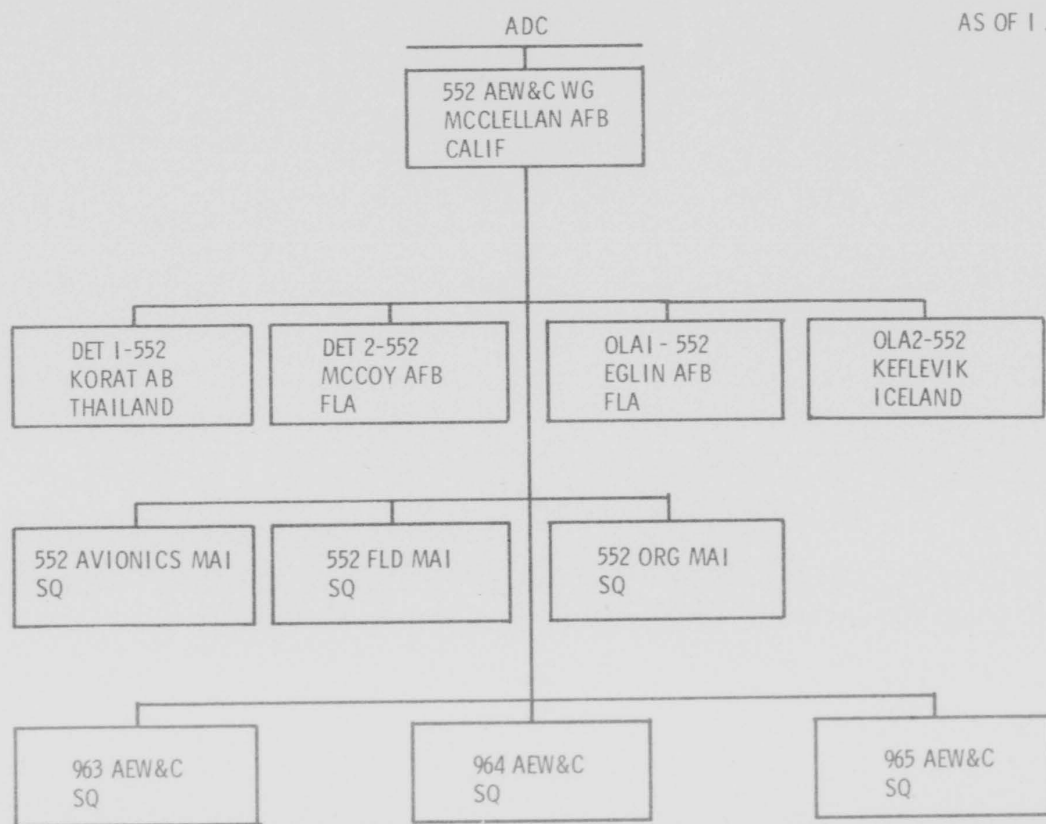 ADC
AS OF 1
552 AEW&C WG
MCCLELLAN AFB
CALIF
DET 1-552
KORAT AB
THAILAND
DET 2-552
MCCOY AFB
FLA
OLA1 - 552
EGLIN AFB
FLA
OLA2-552
KEFLEVIK
ICELAND
552 AVIONICS MAI
SQ
552 FLD MAI
SQ
552 ORG MAI
SQ
963 AEW&C
SQ
964 AEW&C
SQ
965 AEW&C
SQ